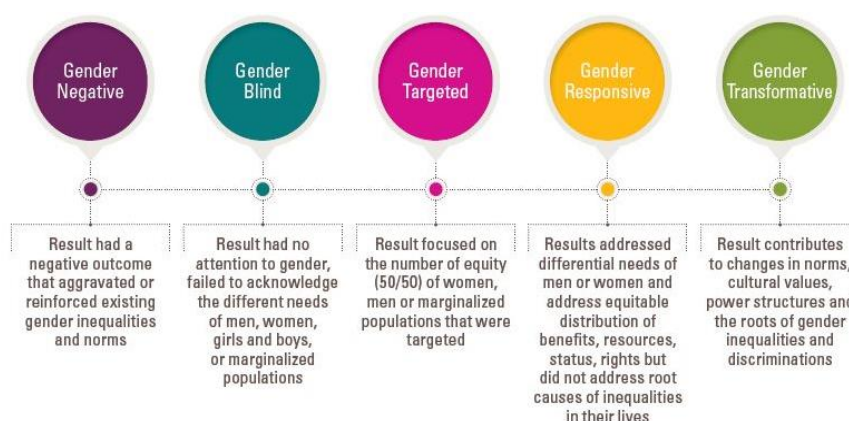 Gender
Negative
Gender
Blind
Gender
Targeted
Gender
Responsive
Gender
Transformative
Result had a
negative outcome
that aggravated or
reinforced existing
gender inequalities
and norms
Result had no
attention to gender,
failed to acknowledge
the different needs
of men, women,
girls and boys,
or marginalized
populations
Result focused on
the number of equity
(50/50) of women,
men or marginalized
populations that were
targeted
Results addressed
differential needs of
men or women and
address equitable
distribution of
benefits, resources,
status, rights but
did not address root
causes of inequalities
in their lives
Result contributes
to changes in norms,
cultural values,
power structures and
the roots of gender
inequalities and
discriminations